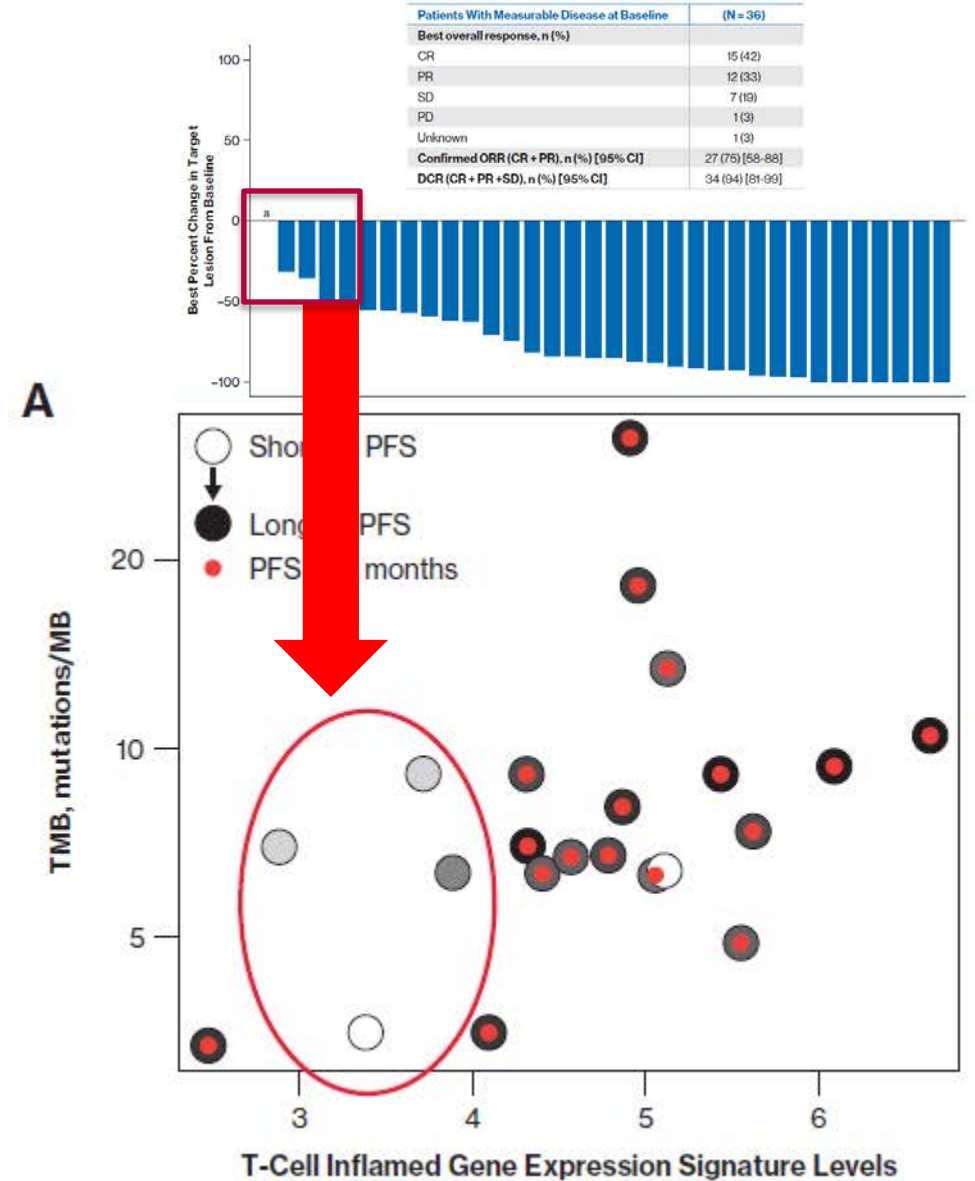 Patients With Measurable Disease at Baseline (N = 36)
Best overall response, n (%)
CR 15 (42)
PR 12 (33)
SD 7 (19)
PD 1 (3)
Unknown 1 (3)
Confirmed ORR (CR + PR), n (%) [95% CI] 27 (75) [58-88]
DCR (CR + PR +SD), n (%) [95% CI] 34 (94) [81-99]
Best Percent Change in Target
Lesion From Baseline
100
50
0
-50
-100
a
A
PFS
PFS
PFS months
TMB, mutations/MB
20
10
5
3 4 5 6
T-Cell Inflamed Gene Expression Signature Levels